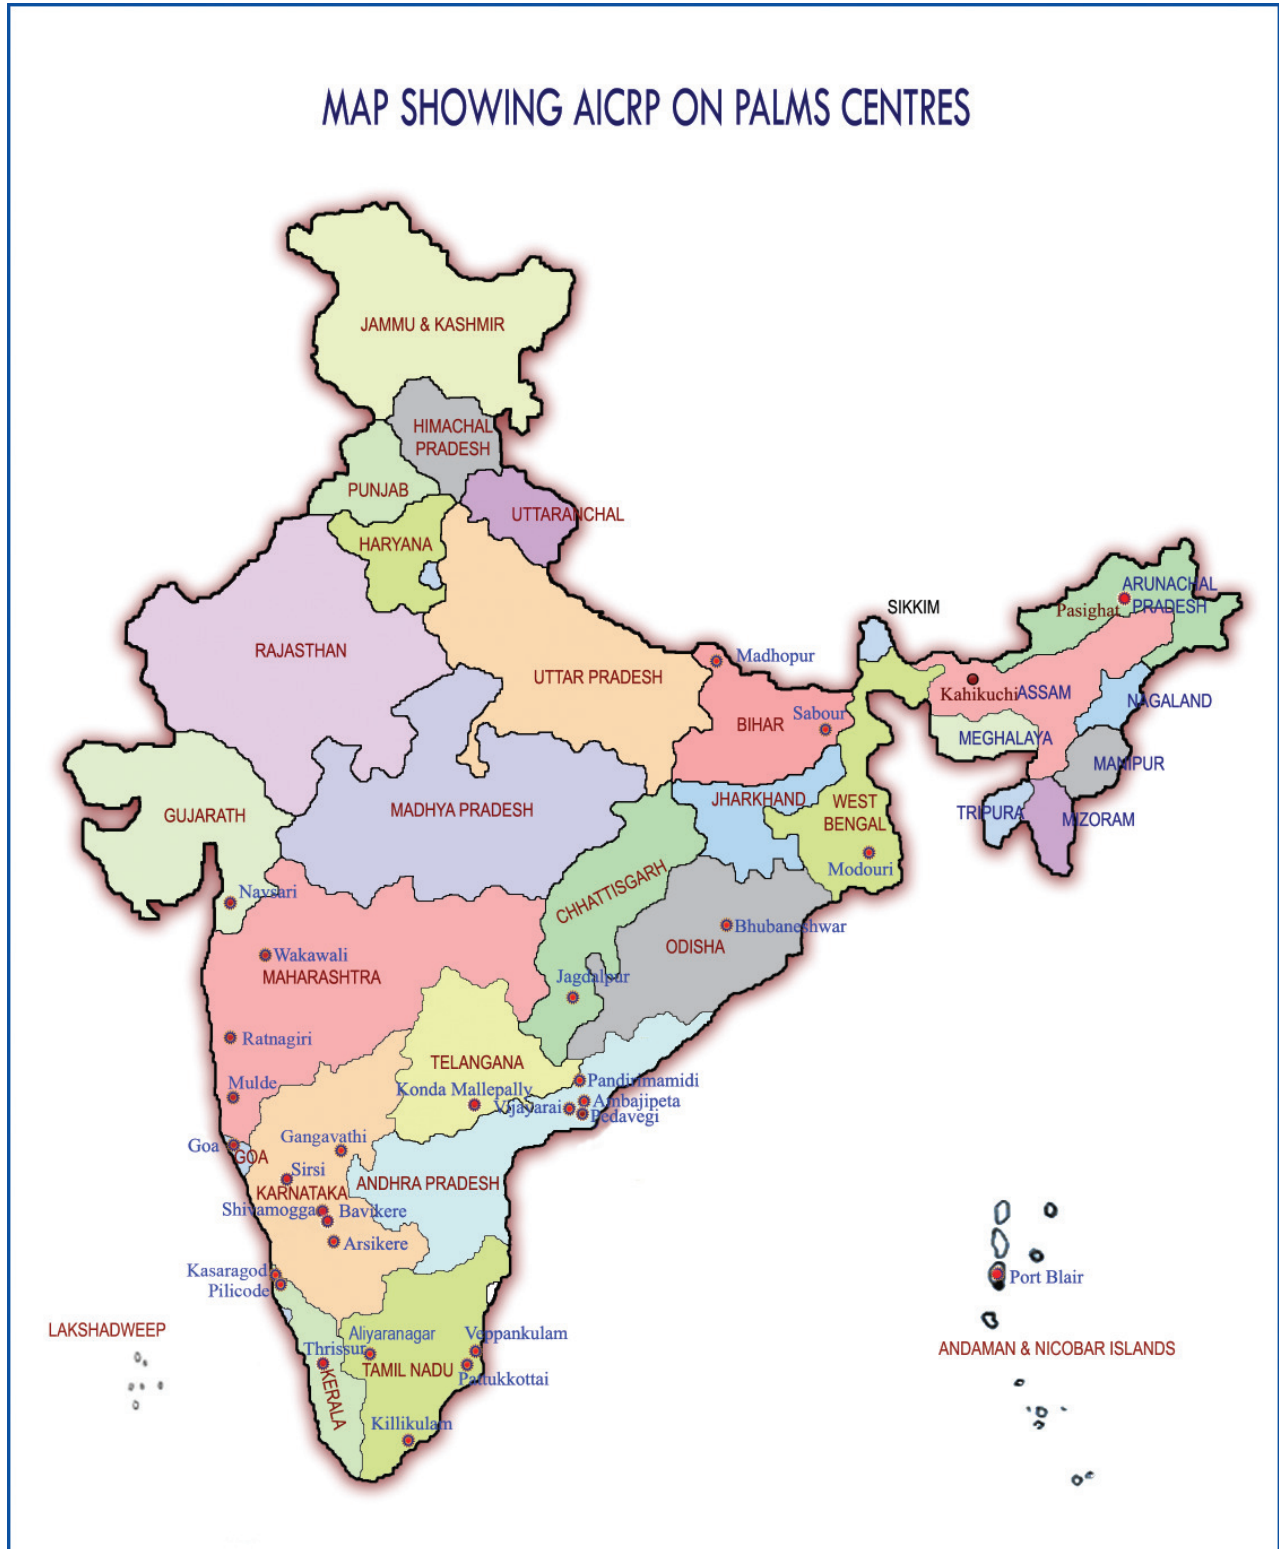 MAP SHOWING AICRP ON PALMS CENTRES
JAMMU & KASHMIR
HIMACHAL
PRADESH
PUNJAB
UTTARANCHAL
HARYANA
ARUNACHAL
PRADESH
Pasighat
SIKKIM
RAJASTHAN
UTTAR PRADESH
Madhopur
Kahikuchi
ASSAM
NAGALAND
BIHAR
Sabour
MEGHALAYA
MANIPUR
GUJARATH
MADHYA PRADESH
JHARKHAND
WEST
BENGAL
TRIPURA
MIZORAM
Modouri
CHHATTISGARH
Navsari
Bhubaneshwar
ODISHA
Wakawali
MAHARASHTRA
Jagdalpur
Ratnagiri
TELANGANA
Mulde
Konda Mallepally
Pandirimamidi
Vijayarai
Ambajipeta
Pedavegi
Goa
GOA
Gangavathi
Sirsi
KARNATAKA
ANDHRA PRADESH
Shivamogga
Bavikere
Arsikere
Kasaragod
Pilicode
Port Blair
LAKSHADWEEP
Aliyaranagar
Veppankulam
Thrissur
TAMIL NADU
Pattukkottai
KERALA
ANDAMAN & NICOBAR ISLANDS
Killikulam